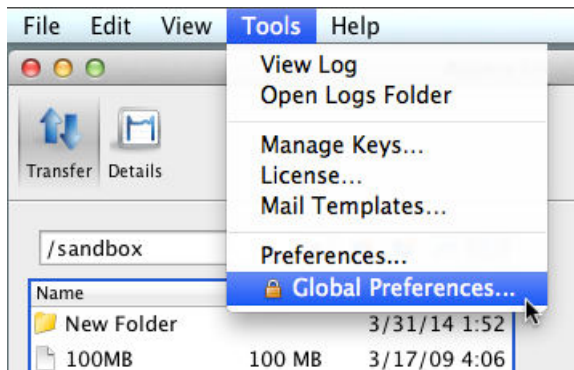 File Edit View Tools Help
View Log
Open Logs Folder
Manage Keys...
License...
Mail Templates...
Preferences...
Global Preferences...
Transfer Details
/sandbox
Name
New Folder 3/31/14 1:52
100MB 100 MB 3/17/09 4:06